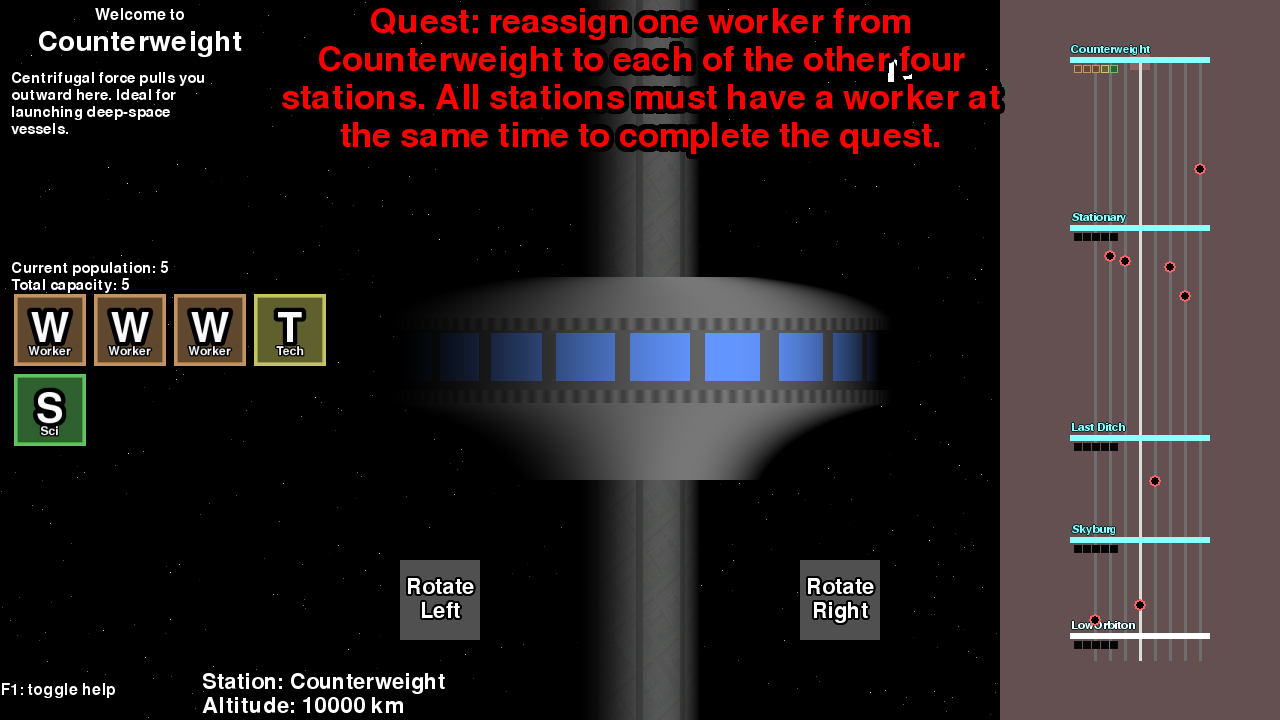 Welcome to
Counterweight
Centrifugal force pulls you
outward here. Ideal for
launching deep-space
vessels.
Quest: reassign one worker from
Counterweight to each of the other four
stations. All stations must have a worker at
the same time to complete the quest.
Current population: 5
Total capacity: 5
W
Worker
W
Worker
W
Worker
T
Tech
S
Sci
Rotate
Left
Rotate
Right
F1: toggle help
Station: Counterweight
Altitude: 10000 km
Counterweight
Stationary
Last Ditch
Skyburg
LowOrbiton